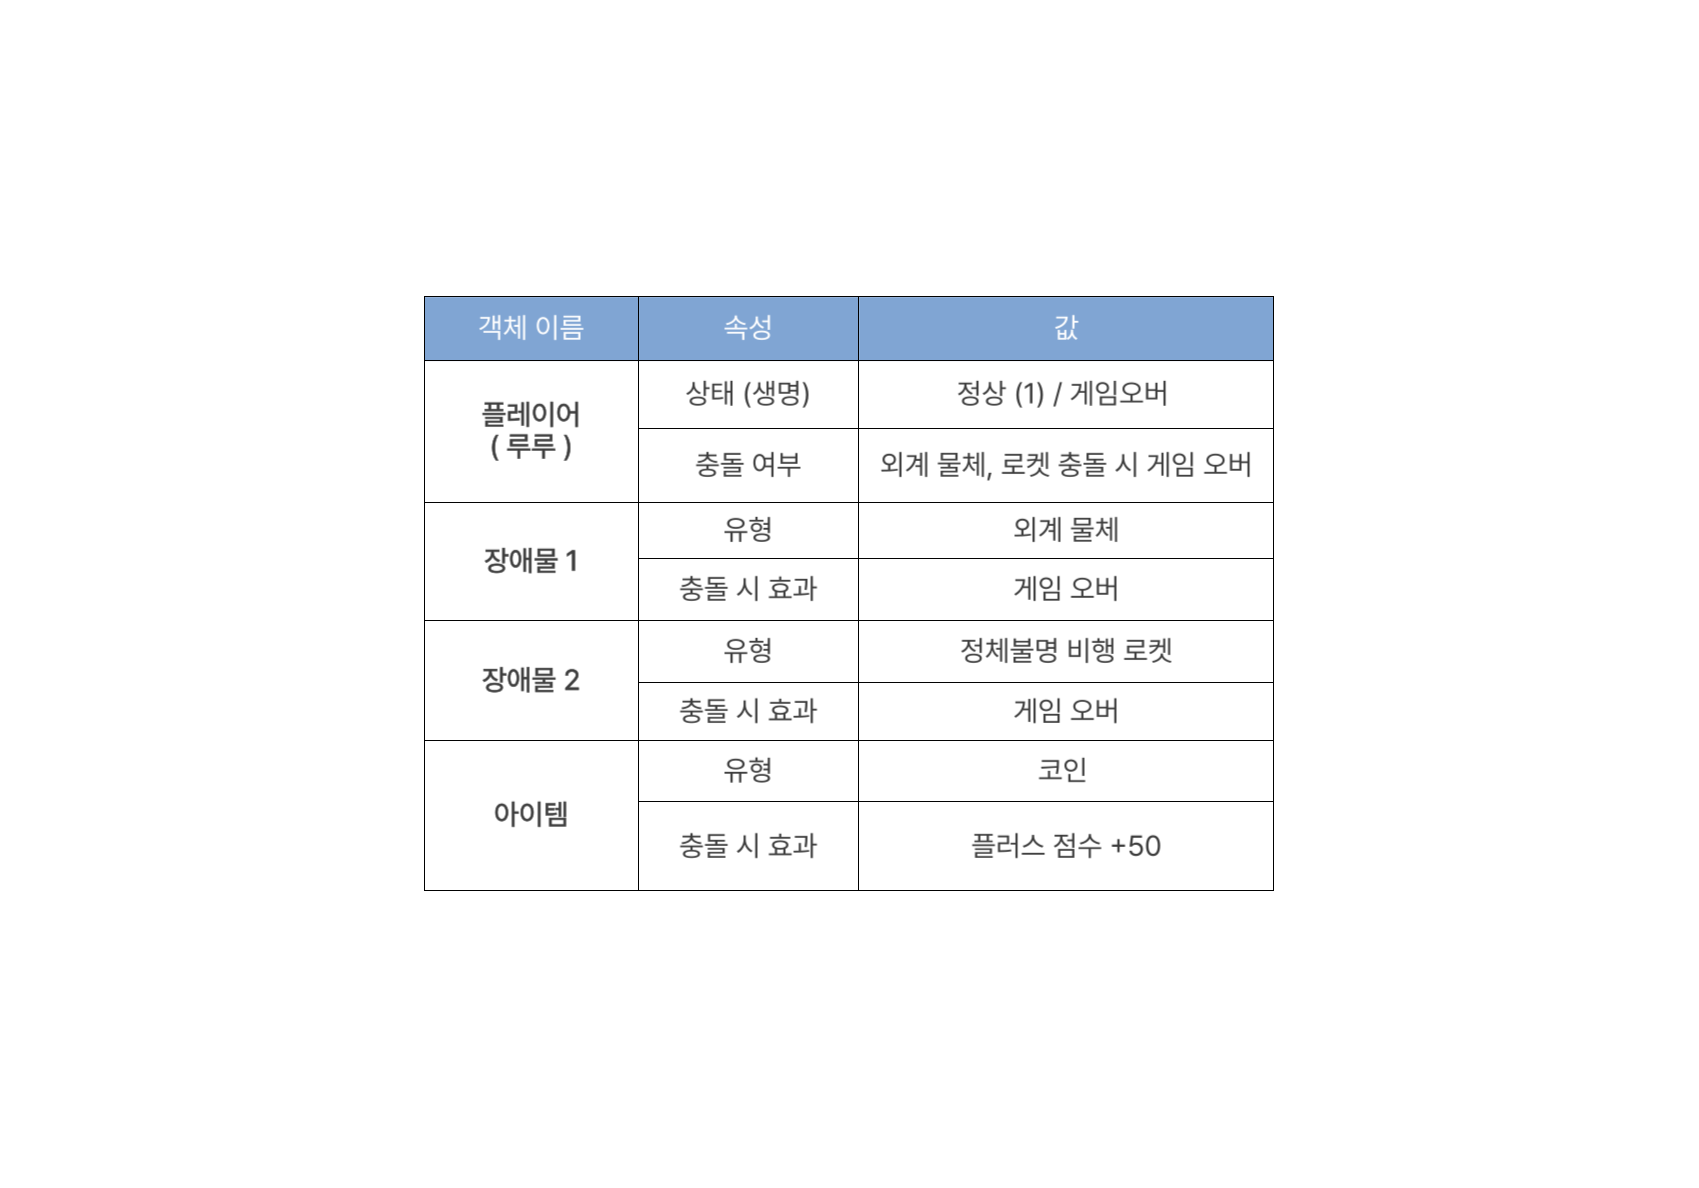 객체 이름
속성
값
플레이어
( 루루 )
상태 (생명)
정상 (1) / 게임오버
충돌 여부
외계 물체, 로켓 충돌 시 게임 오버
장애물 1
유형
외계 물체
충돌 시 효과
게임 오버
장애물 2
유형
정체불명 비행 로켓
충돌 시 효과
게임 오버
아이템
유형
코인
충돌 시 효과
플러스 점수 +50